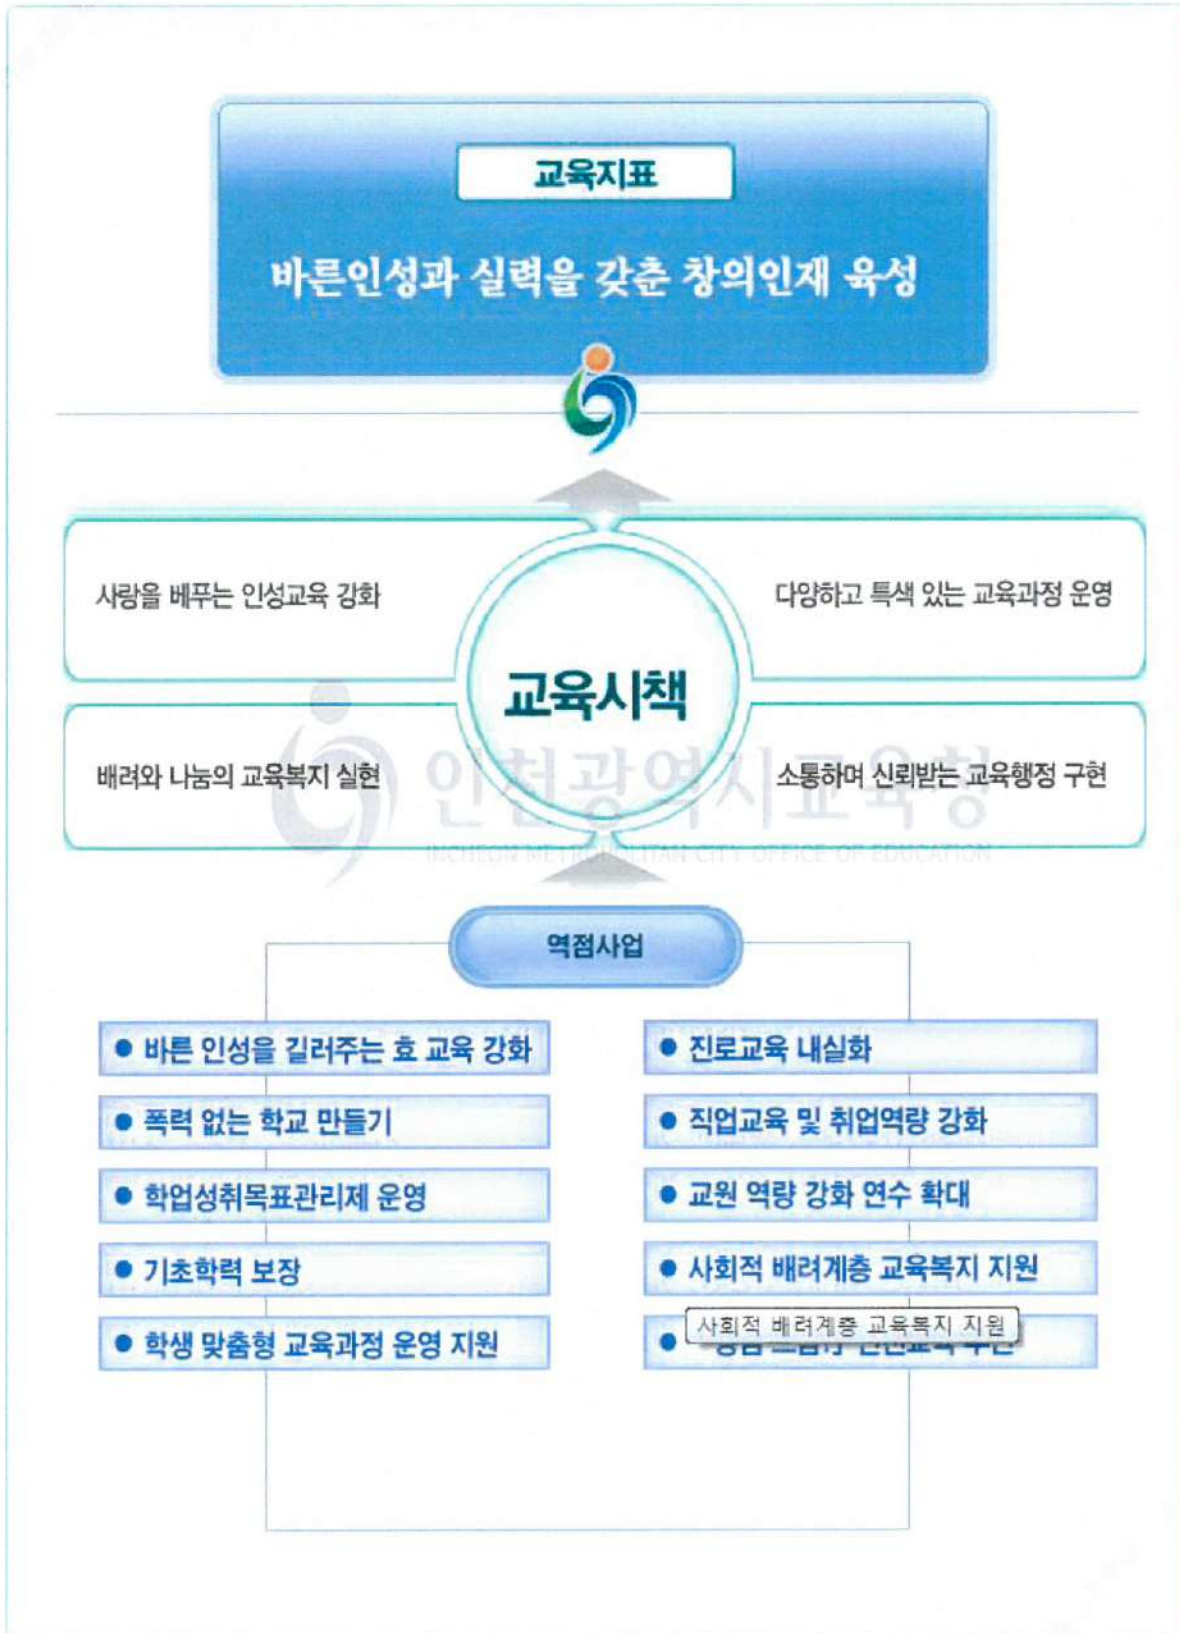 교육지표
바른인성과 실력을 갖춘 창의인재 육성
사랑을 베푸는 인성교육 강화
다양하고 특색 있는 교육과정 운영
교육시책
배려와 나눔의 교육복지 실현
소통하며 신뢰받는 교육행정 구현
인천광역시교육청
INCHEON METROPOLITAN CITY OFFICE OF EDUCATION
역점사업
● 바른 인성을 길러주는 효 교육 강화
● 진로교육 내실화
● 폭력 없는 학교 만들기
● 직업교육 및 취업역량 강화
● 학업성취목표관리제 운영
● 교원 역량 강화 연수 확대
● 기초학력 보장
● 사회적 배려계층 교육복지 지원
사회적 배려계층 교육복지 지원
● 학생 맞춤형 교육과정 운영 지원
●